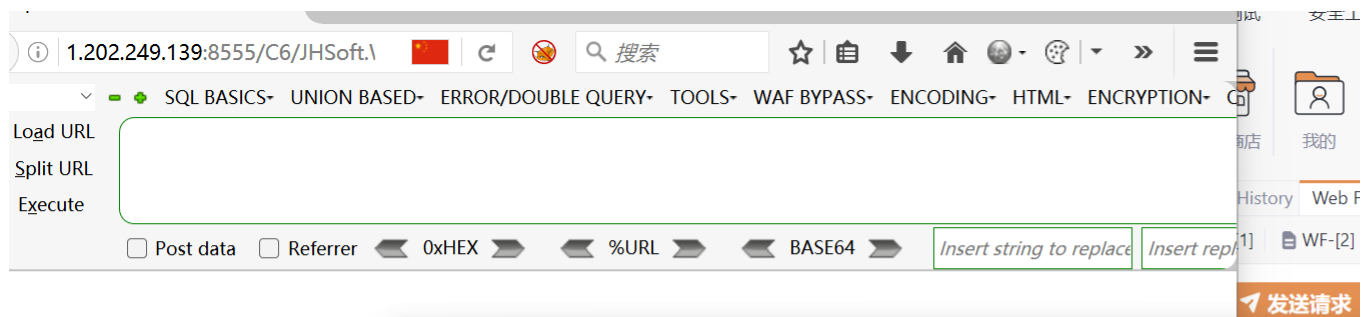 1.202.249.139:8555/C6/JHSoft.\ 搜索
SQL BASICS UNION BASED ERROR/DOUBLE QUERY TOOLS WAF BYPASS ENCODING HTML ENCRYPTION
Load URL
商店 我的
Split URL
Execute
History Web F
Post data Referrer 0xHEX %URL BASE64 Insert string to replace Insert repl
1] WF-[2]
发送请求